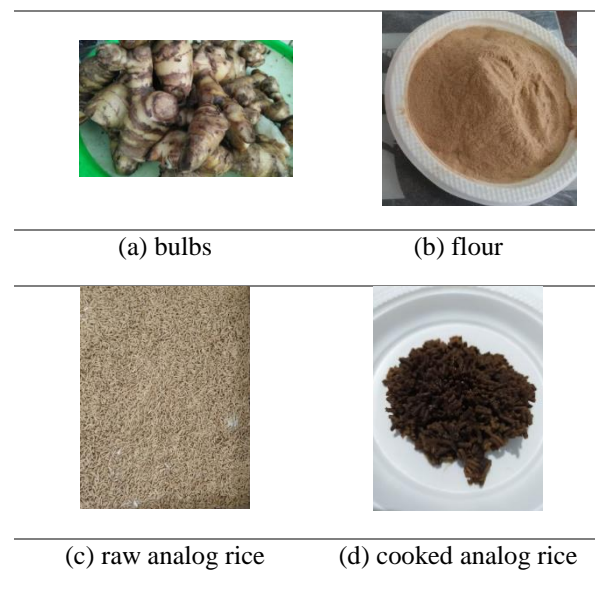 (a) bulbs
(b) flour
(c) raw analog rice
(d) cooked analog rice